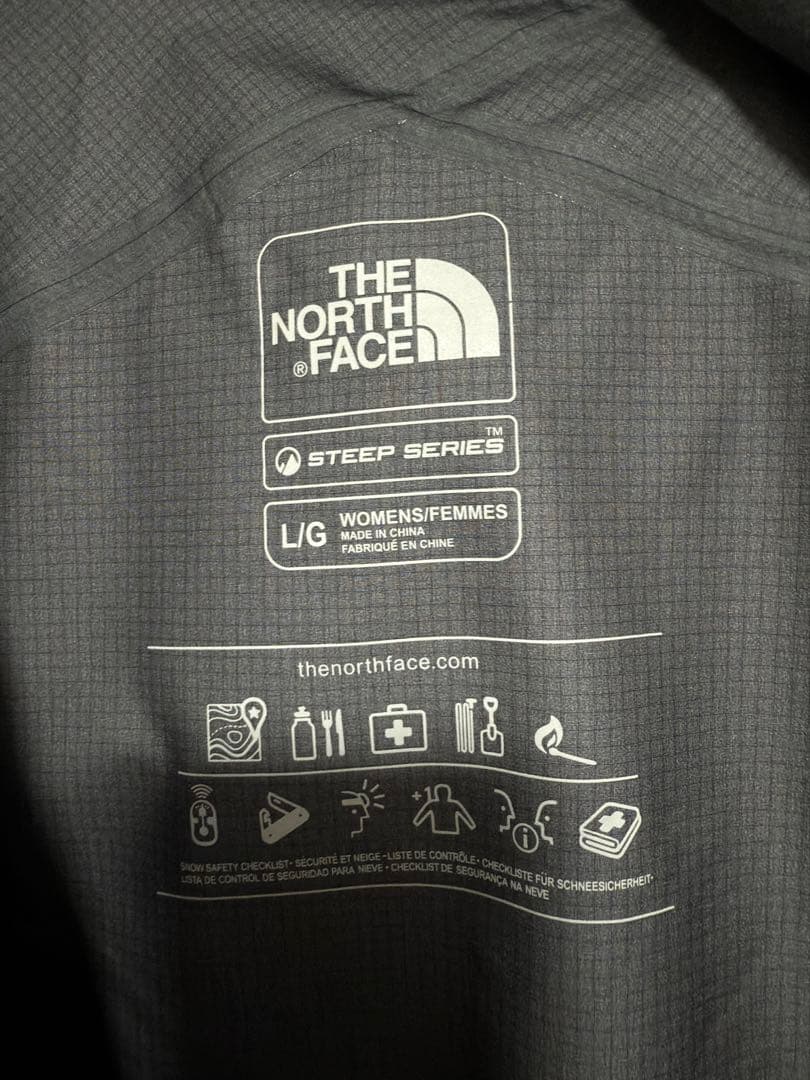 THE
NORTH
® FACE
STEEP SERIES™
L/G
WOMENS/FEMMES
MADE IN CHINA
FABRIQUÉ EN CHINE
thenorthface.com
SNOW SAFETY CHECKLIST • SÉCURITÉ ET NEIGE - LISTE DE CONTRÔLE • CHECKLISTE FÜR SCHNEESICHERHEIT •
LISTA DE CONTROL DE SEGURIDAD PARA NIEVE • CHECKLIST DE SEGURANÇA NA NEVE